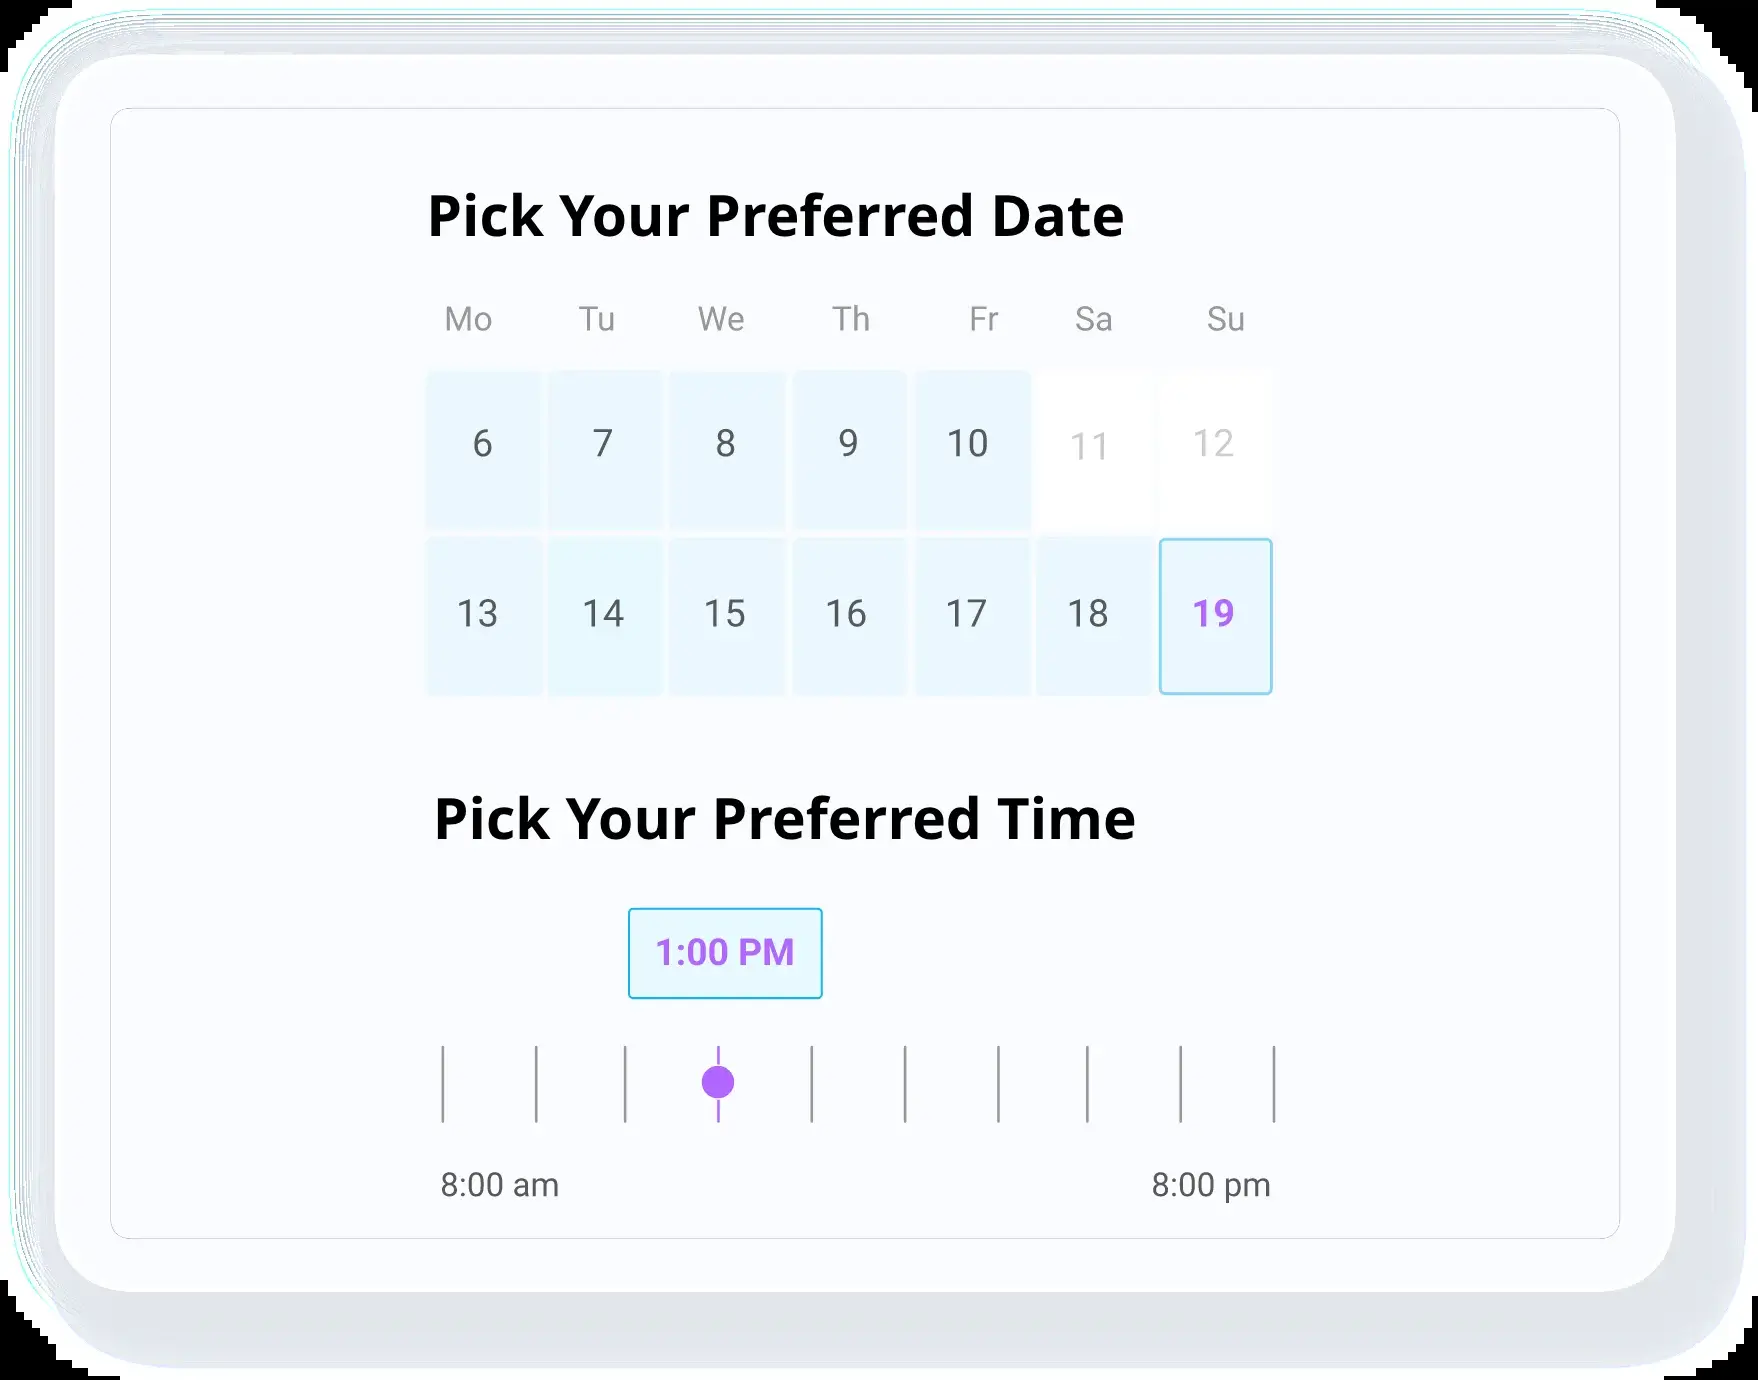 Pick Your Preferred Date
Mo Tu We Th Fr Sa Su
6 7 8 9 10 11 12
13 14 15 16 17 18 19
Pick Your Preferred Time
1:00 PM
8:00 am 8:00 pm